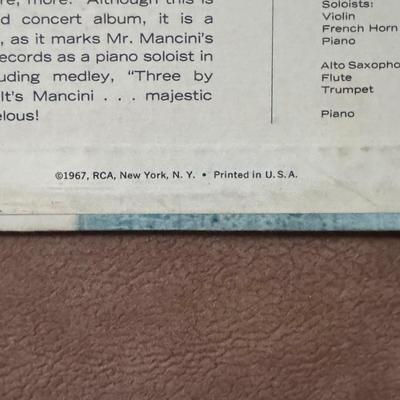 more. Although this is
d concert album, it is a
, as it marks Mr. Mancini's
ecords as a piano soloist in
uding medley, "Three by
It's Mancini . . . majestic
elous!
Soloists:
Violin
French Horn
Piano
Alto Saxopho
Flute
Trumpet
Piano
©1967, RCA, New York, N. Y. • Printed in U. S. A.